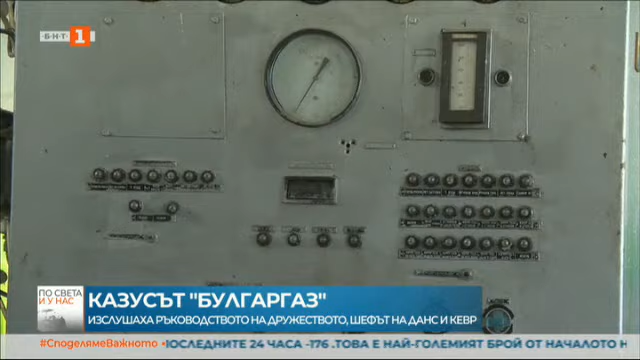 БНТ 1
ПО СВЕТА
И У НАС
КАЗУСЪТ "БУЛГАРГАЗ"
ИЗСЛУШАХА РЪКОВОДСТВОТО НА ДРУЖЕСТВОТО, ШЕФЪТ НА ДАНС И КЕВР
#СподелямеВажното ПОСЛЕДНИТЕ 24 ЧАСА -176 .ТОВА Е НАЙ-ГОЛЕМИЯТ БРОЙ ОТ НАЧАЛОТО Н